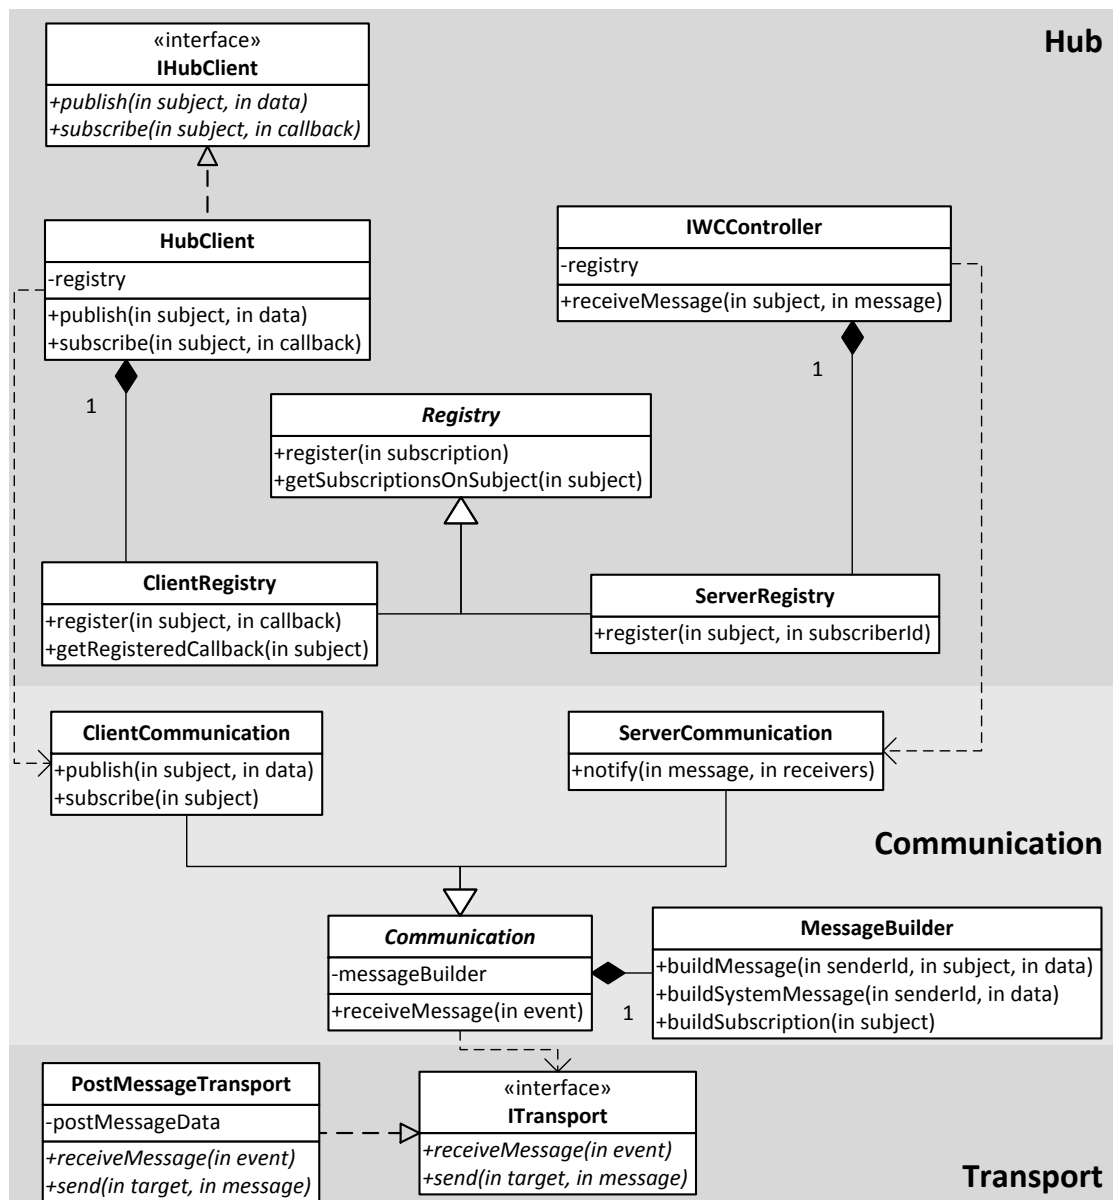 Hub
«interface»
IHubClient
+publish(in subject, in data)
+subscribe(in subject, in callback)
HubClient
-registry
+publish(in subject, in data)
+subscribe(in subject, in callback)
1
IWCController
-registry
+receiveMessage(in subject, in message)
1
Registry
+register(in subscription)
+getSubscriptionsOnSubject(in subject)
ClientRegistry
+register(in subject, in callback)
+getRegisteredCallback(in subject)
ServerRegistry
+register(in subject, in subscriberId)
ClientCommunication
+publish(in subject, in data)
+subscribe(in subject)
ServerCommunication
+notify(in message, in receivers)
Communication
Communication
-messageBuilder
+receiveMessage(in event)
1
MessageBuilder
+buildMessage(in senderId, in subject, in data)
+buildSystemMessage(in senderId, in data)
+buildSubscription(in subject)
PostMessageTransport
-postMessageData
+receiveMessage(in event)
+send(in target, in message)
«interface»
ITransport
+receiveMessage(in event)
+send(in target, in message)
Transport